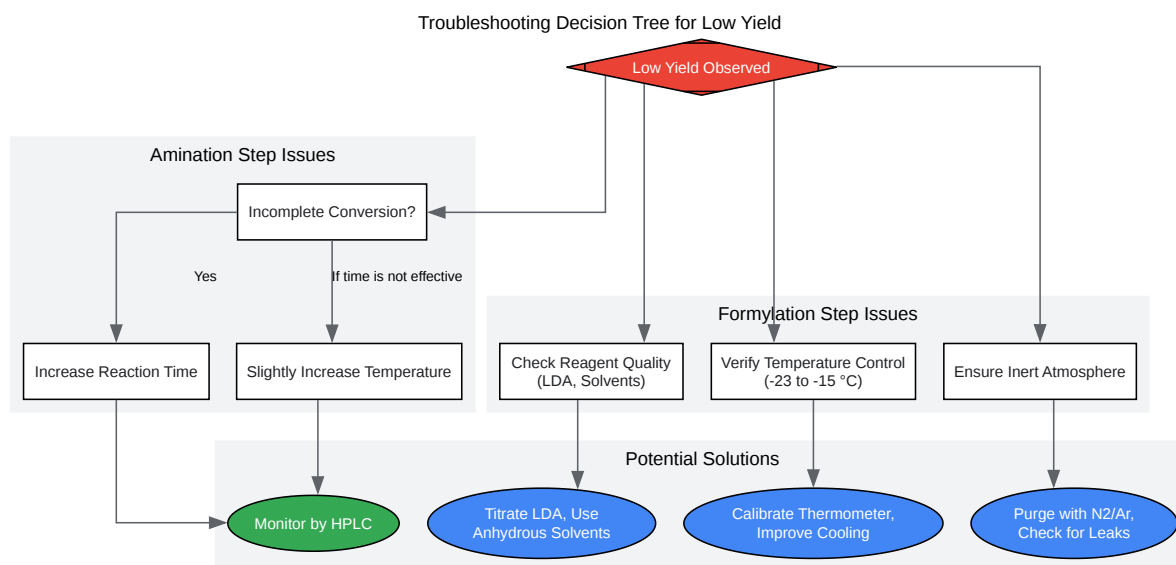 Troubleshooting Decision Tree for Low Yield
Low Yield Observed
Amination Step Issues
Incomplete Conversion?
Yes
If time is not effective
Increase Reaction Time
Slightly Increase Temperature
Formylation Step Issues
Check Reagent Quality
(LDA, Solvents)
Verify Temperature Control
(-23 to -15 °C)
Ensure Inert Atmosphere
Potential Solutions
Monitor by HPLC
Titrate LDA, Use
Anhydrous Solvents
Calibrate Thermometer,
Improve Cooling
Purge with N2/Ar,
Check for Leaks